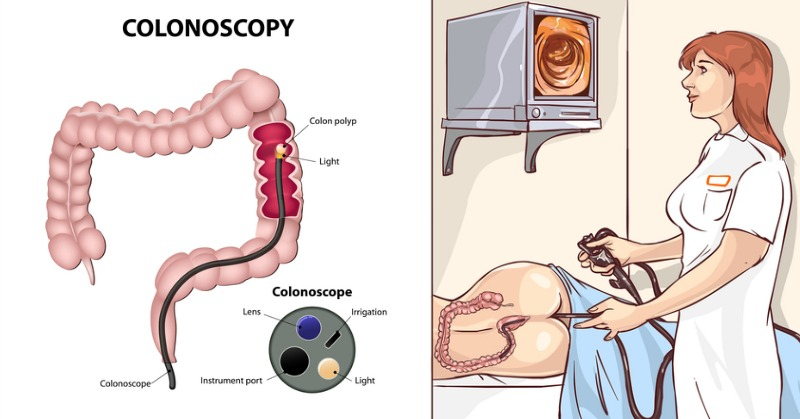 COLONOSCOPY
Colon polyp
Light
Colonoscope
Lens
Irrigation
Instrument port
Light
Colonoscope